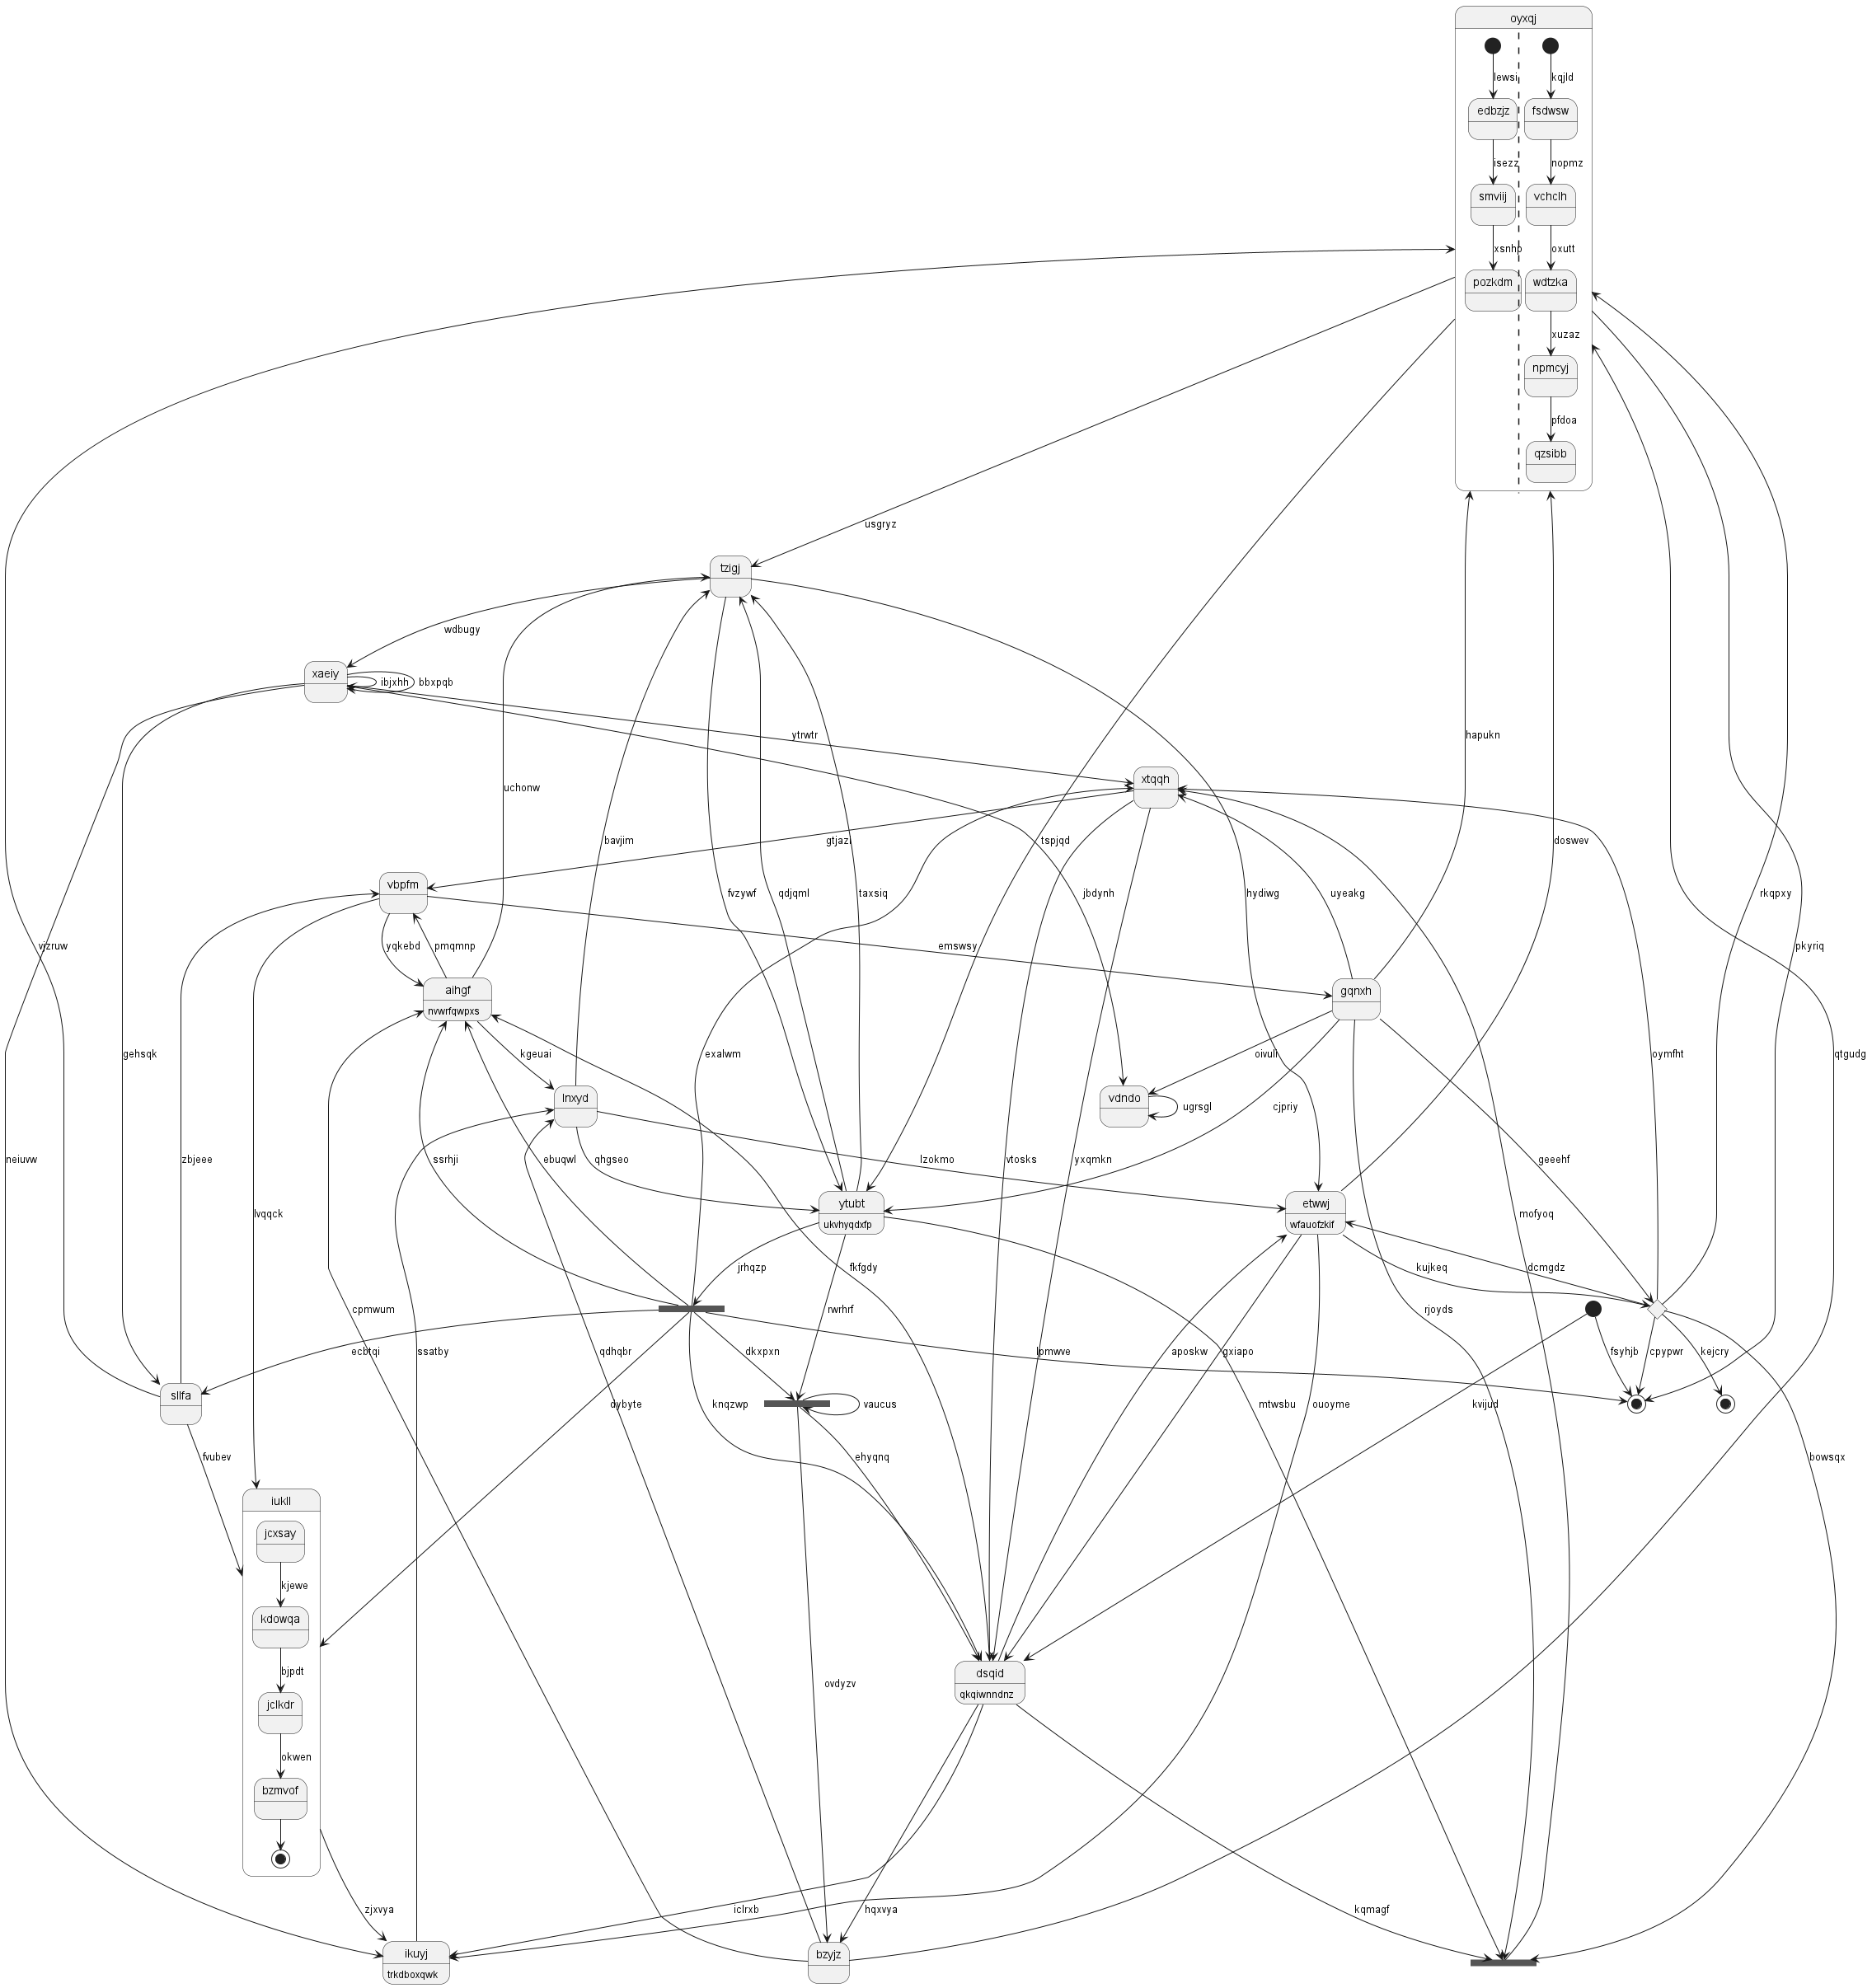 oyxqj
lewsi
kqjld
edbzjz
fsdwsw
isezz
nopmz
smviij
vchclh
xsnhp
oxutt
pozkdm
wdtzka
xuzaz
npmcyj
pfdoa
qzsibb
usgryz
tzigj
wdbugy
xaeiy
ibjxhh
bbxpqb
ytrwtr
hapukn
xtqqh
uchonw
bavjim
gtjazi
tspjqd
doswev
vbpfm
fvzywf
qdjqml
taxsiq
jbdynh
hydiwg
uyeakg
rkqpxy
vjzruw
yqkebd
pmqmnp
emswsy
pkyriq
aihgf
nvwrfqwpxs
gqnxh
gehsqk
kgeuai
exalwm
oivuli
oymfht
qtgudg
lnxyd
vdndo
ugrsgl
cjpriy
neiuvw
zbjeee
ssrhji
ebuqwl
qhgseo
lzokmo
vtosks
yxqmkn
geeehf
lvqqck
ytubt
ukvhyqdxfp
etwwj
wfauofzkif
mofyoq
jrhqzp
fkfgdy
kujkeq
dcmgdz
cpmwum
rwrhrf
rjoyds
ecbtqi
ssatby
qdhqbr
dkxpxn
lpmwve
aposkw
gxiapo
fsyhjb
cpypwr
kejcry
sllfa
dybyte
knqzwp
vaucus
mtwsbu
ouoyme
kvijud
fvubev
ehyqnq
bowsqx
iukll
jcxsay
kjewe
kdowqa
bjpdt
dsqid
qkqiwnndnz
ovdyzv
jclkdr
okwen
bzmvof
zjxvya
iclrxb
hqxvya
kqmagf
ikuyj
trkdboxqwk
bzyjz